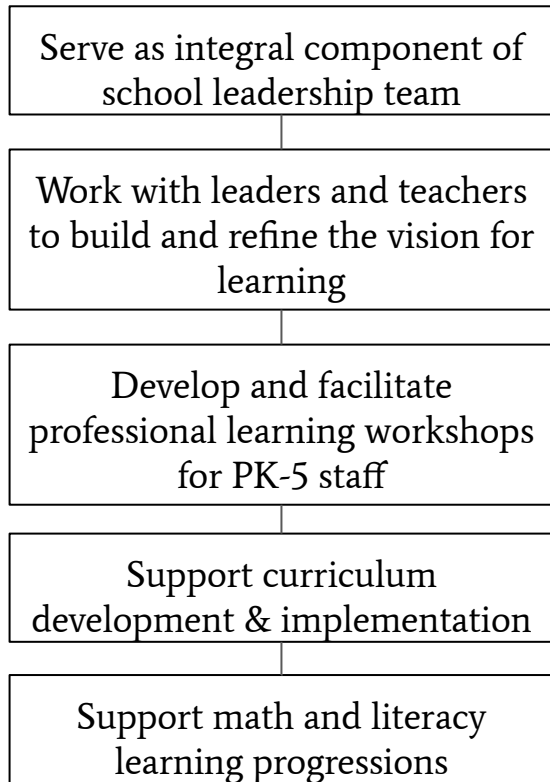 Serve as integral component of
school leadership team
Work with leaders and teachers
to build and refine the vision for
learning
Develop and facilitate
professional learning workshops
for PK-5 staff
Support curriculum
development & implementation
Support math and literacy
learning progressions